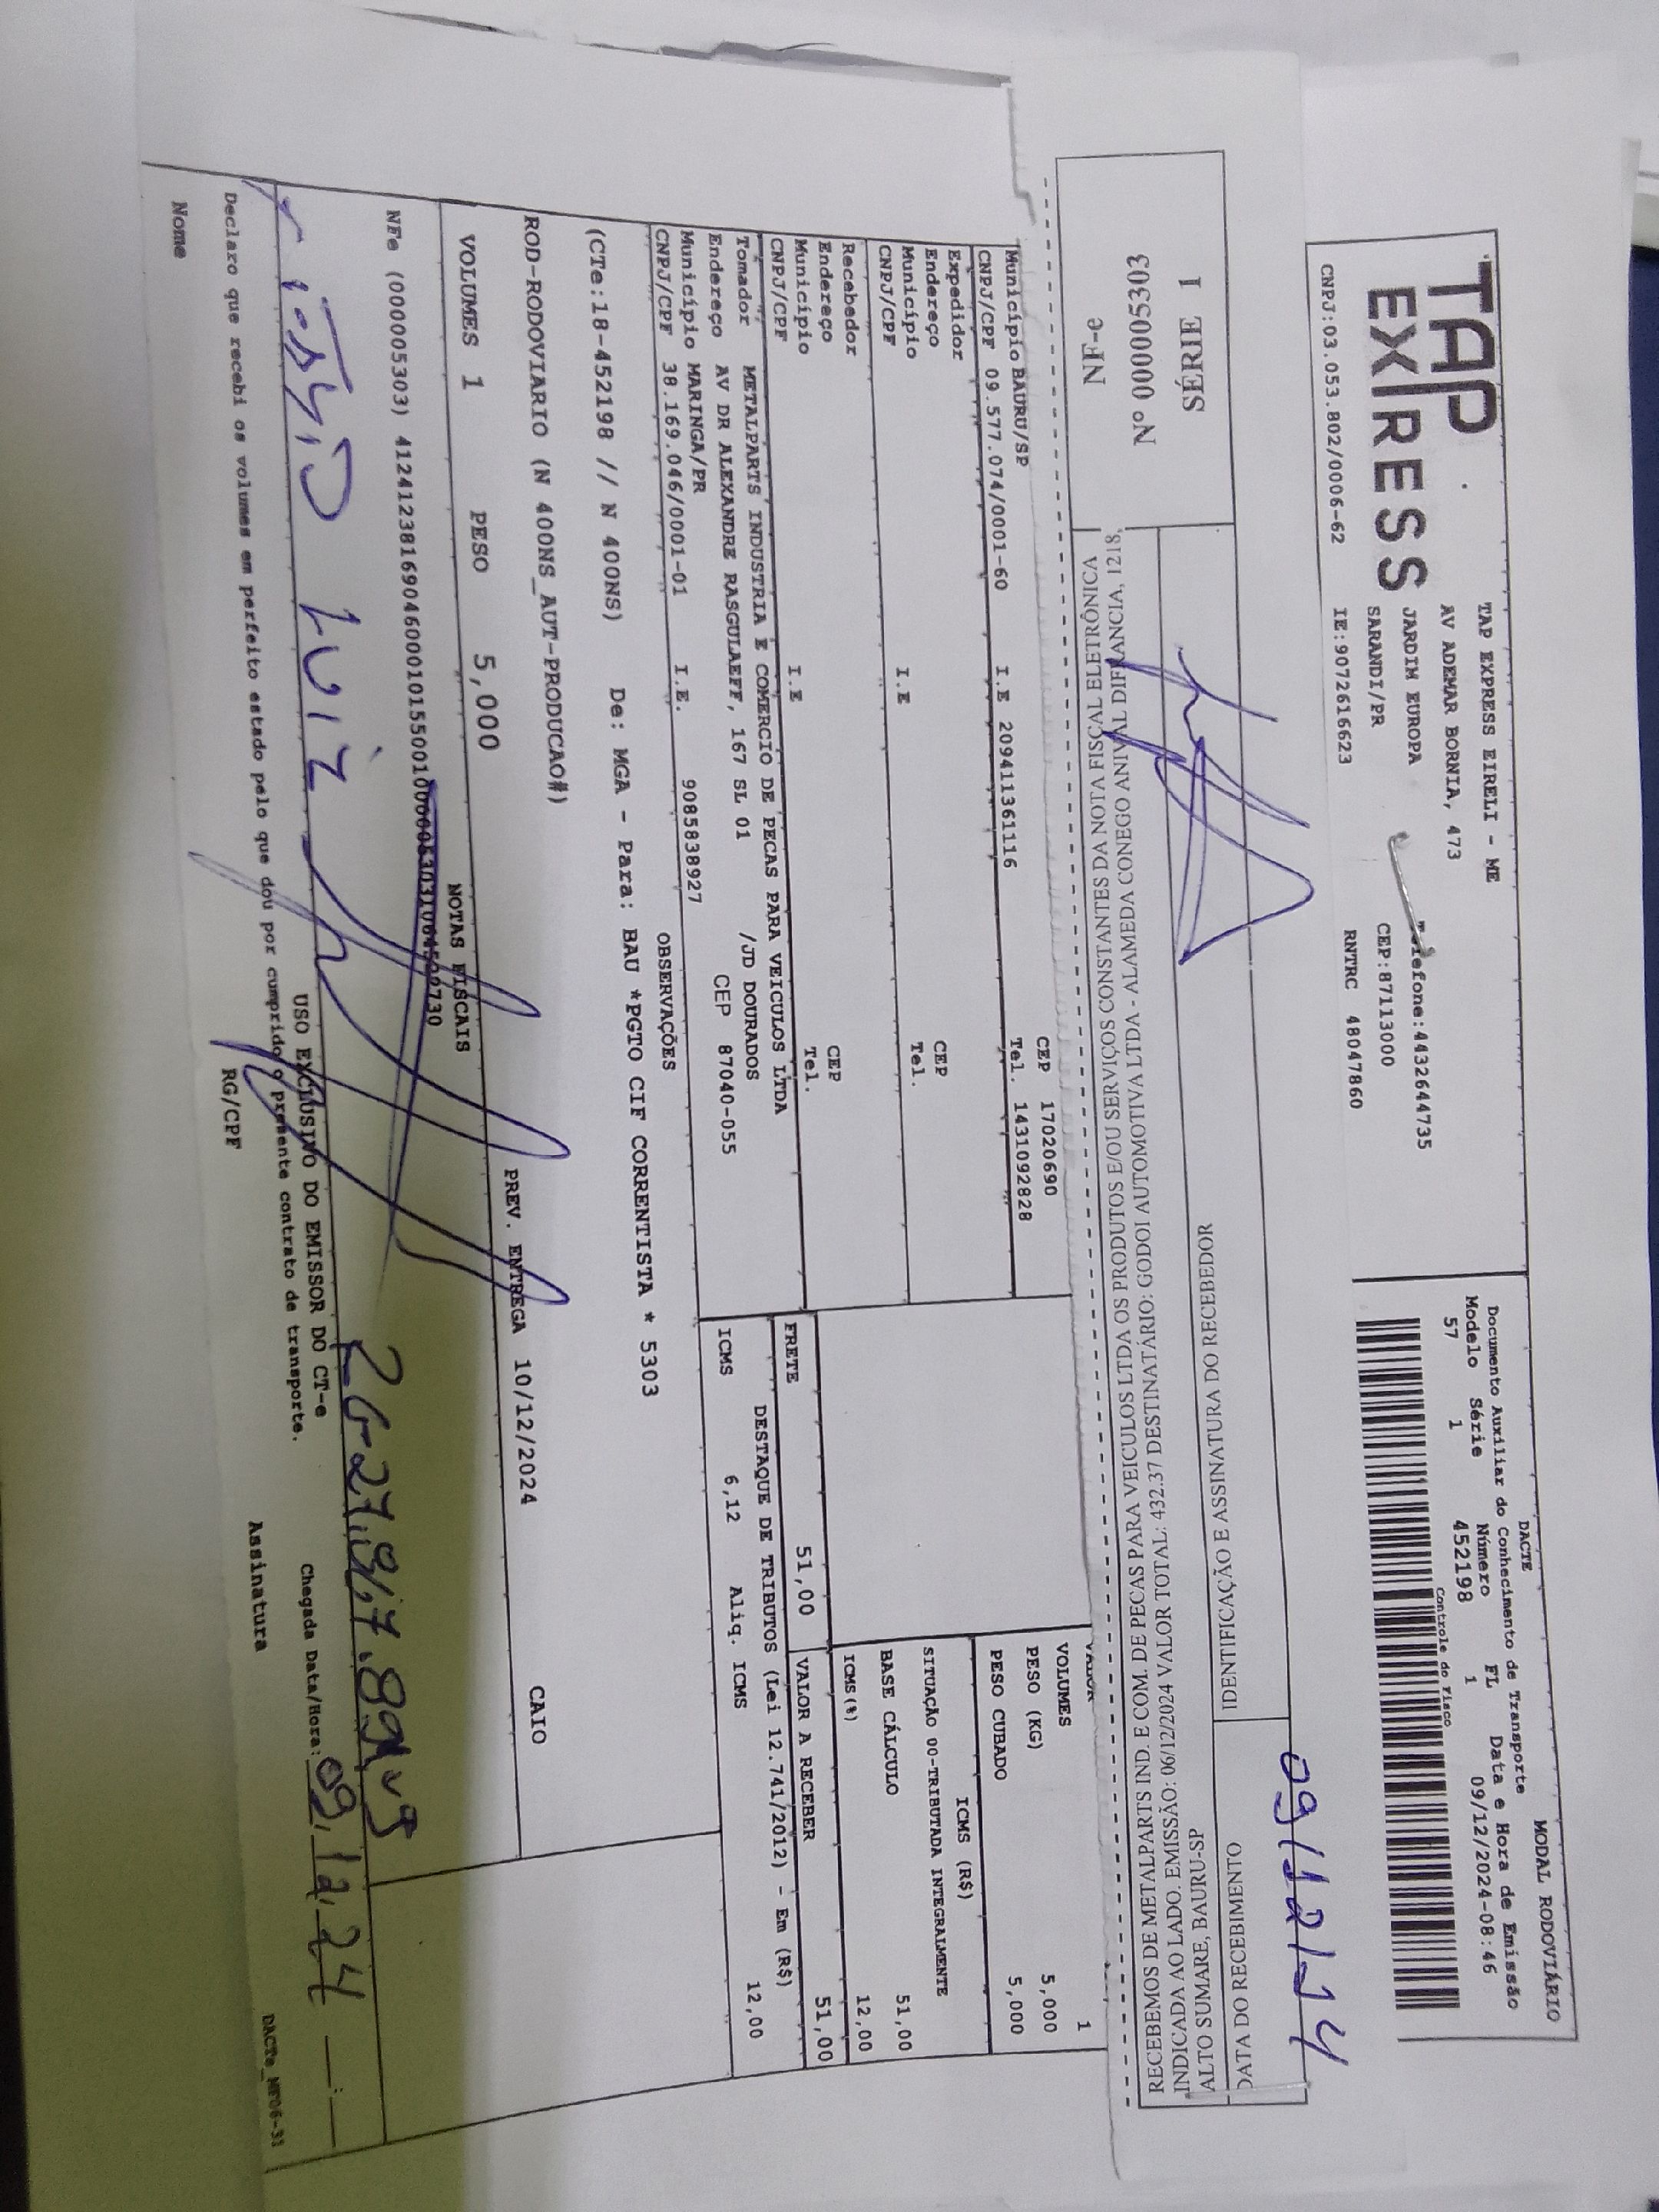 TAP
EXPRESS
CNPJ:03.053.802/0006-62
IE:9072616623
RNTRC 48047860
TAP EXPRESS EIRELI - ME
AV ADEMAR BORNIA, 473
JARDIM EUROPA
SARANDI/PR
Telefone:4432644735
CEP:87113000
MODAL RODOVIÁRIO
DACTE
Documento Auxiliar do Conhecimento de Transporte
Modelo Série Número FL Data e Hora de Emissão
57 1 452198 1 09/12/2024-08:46
Controle do Fisco
09/12/24
DATA DO RECEBIMENTO
IDENTIFICAÇÃO E ASSINATURA DO RECEBEDOR
NF-e
Nº 000005303
SÉRIE 1
RECEBEMOS DE METALPARTS IND. E COM. DE PECAS PARA VEICULOS LTDA OS PRODUTOS E/OU SERVIÇOS CONSTANTES DA NOTA FISCAL ELETRÔNICA
INDICADA AO LADO. EMISSÃO: 06/12/2024 VALOR TOTAL: 432.37 DESTINATÁRIO: GODOI AUTOMOTIVA LTDA - ALAMEDA CONEGO ANIVAL DIFRANCIA, 1218,
ALTO SUMARE, BAURU-SP
Município BAURU/SP CEP 17020690
CNPJ/CPF 09.577.074/0001-60 I.E 209411361116 Tel. 1431092828
Expedidor
Endereço CEP
Município Tel.
CNPJ/CPF I.E
Recebedor
Endereço CEP
Município Tel.
CNPJ/CPF I.E
Tomador METALPARTS INDUSTRIA E COMERCIO DE PECAS PARA VEICULOS LTDA
Endereço AV DR ALEXANDRE RASGULAEFF, 167 SL 01 /JD DOURADOS
Município MARINGA/PR CEP 87040-055
CNPJ/CPF 38.169.046/0001-01 I.E. 9085838927
VOLUMES 1
PESO (KG) 5,000
PESO CUBADO 5,000
ICMS (R$)
SITUAÇÃO 00-TRIBUTADA INTEGRALMENTE
BASE CÁLCULO 51,00
ICMS(%) 12,00
FRETE 51,00 VALOR A RECEBER 51,00
DESTAQUE DE TRIBUTOS (Lei 12.741/2012) - Em (R$)
ICMS 6,12 Aliq. ICMS 12,00
OBSERVAÇÕES
(CTe:18-452198 // N 400NS) De: MGA - Para: BAU *PGTO CIF CORRENTISTA * 5303
ROD-RODOVIARIO (N 400NS_AUT-PRODUCAO#)
PREV. ENTREGA 10/12/2024 CAIO
VOLUMES 1 PESO 5,000
NOTAS FISCAIS
USO EXCLUSIVO DO EMISSOR DO CT-e
Chegada Data/Hora: 09/12/24 __:__
Declaro que recebi os volumes em perfeito estado pelo que dou por cumprido o presente contrato de transporte.
Nome RG/CPF Assinatura
DACTe_MF06-31